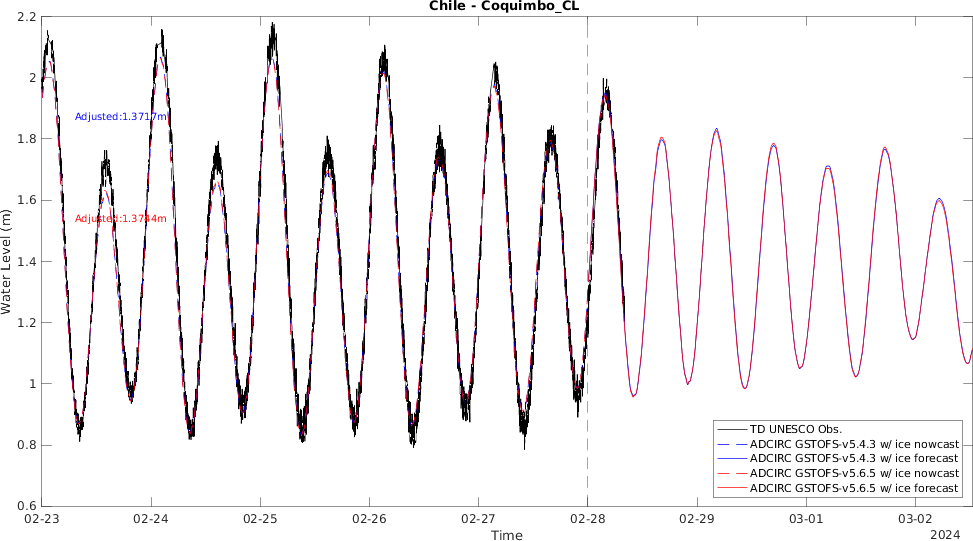 Chile - Coquimbo_CL
2.2
2
1.8
1.6
1.4
1.2
1
0.8
0.6
Water Level (m)
Adjusted:1.3717m
Adjusted:1.3744m
TD UNESCO Obs.
ADCIRC GSTOFS-v5.4.3 w/ ice nowcast
ADCIRC GSTOFS-v5.4.3 w/ ice forecast
ADCIRC GSTOFS-v5.6.5 w/ ice nowcast
ADCIRC GSTOFS-v5.6.5 w/ ice forecast
02-23 02-24 02-25 02-26 02-27 02-28 02-29 03-01 03-02
Time
2024